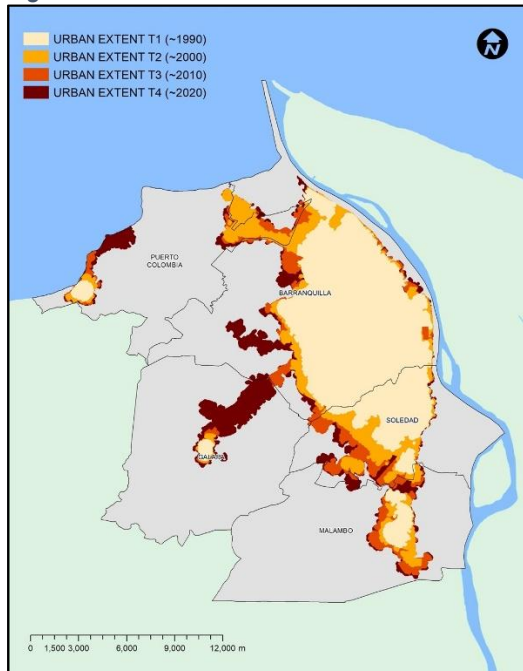 URBAN EXTENT T1 (~1990)
URBAN EXTENT T2 (~2000)
URBAN EXTENT T3 (~2010)
URBAN EXTENT T4 (~2020)
N
PUERTO
COLOMBIA
BARRANQUILLA
SOLEDAD
GALAPA
MALAMBO
0 1,500 3,000 6,000 9,000 12,000 m